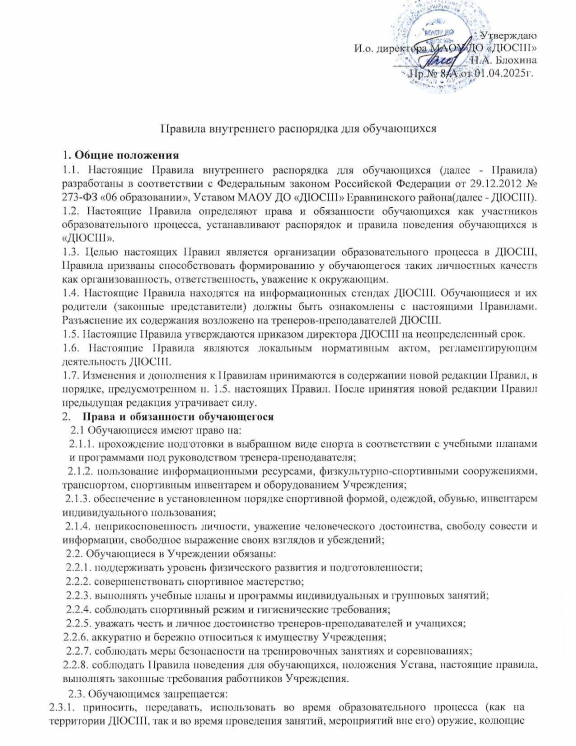 Утверждаю
И.о. директора МАОУ ДО «ДЮСШ»
Н.А. Блохина
Пр.№ 8/А от 01.04.2025г.
Правила внутреннего распорядка для обучающихся
1. Общие положения
1.1. Настоящие Правила внутреннего распорядка для обучающихся (далее - Правила)
разработаны в соответствии с Федеральным законом Российской Федерации от 29.12.2012 №
273-ФЗ «06 образовании», Уставом МАОУ ДО «ДЮСШ» Еравнинского района(далее - ДЮСШ).
1.2. Настоящие Правила определяют права и обязанности обучающихся как участников
образовательного процесса, устанавливают распорядок и правила поведения обучающихся в
«ДЮСШ».
1.3. Целью настоящих Правил является организации образовательного процесса в ДЮСШ,
Правила призваны способствовать формированию у обучающегося таких личностных качеств
как организованность, ответственность, уважение к окружающим.
1.4. Настоящие Правила находятся на информационных стендах ДЮСШ. Обучающиеся и их
родители (законные представители) должны быть ознакомлены с настоящими Правилами.
Разъяснение их содержания возложено на тренеров-преподавателей ДЮСШ.
1.5. Настоящие Правила утверждаются приказом директора ДЮСШ на неопределенный срок.
1.6. Настоящие Правила являются локальным нормативным актом, регламентирующим
деятельность ДЮСШ.
1.7. Изменения и дополнения к Правилам принимаются в содержании новой редакции Правил, в
порядке, предусмотренном п. 1.5. настоящих Правил. После принятия новой редакции Правил
предыдущая редакция утрачивает силу.
2. Права и обязанности обучающегося
2.1 Обучающиеся имеют право на:
2.1.1. прохождение подготовки в выбранном виде спорта в соответствии с учебными планами
и программами под руководством тренера-преподавателя;
2.1.2. пользование информационными ресурсами, физкультурно-спортивными сооружениями,
транспортом, спортивным инвентарем и оборудованием Учреждения;
2.1.3. обеспечение в установленном порядке спортивной формой, одеждой, обувью, инвентарем
индивидуального пользования;
2.1.4. неприкосновенность личности, уважение человеческого достоинства, свободу совести и
информации, свободное выражение своих взглядов и убеждений;
2.2. Обучающиеся в Учреждении обязаны:
2.2.1. поддерживать уровень физического развития и подготовленности;
2.2.2. совершенствовать спортивное мастерство;
2.2.3. выполнять учебные планы и программы индивидуальных и групповых занятий;
2.2.4. соблюдать спортивный режим и гигиенические требования;
2.2.5. уважать честь и личное достоинство тренеров-преподавателей и учащихся;
2.2.6. аккуратно и бережно относиться к имуществу Учреждения;
2.2.7. соблюдать меры безопасности на тренировочных занятиях и соревнованиях;
2.2.8. соблюдать Правила поведения для обучающихся, положения Устава, настоящие правила,
выполнять законные требования работников Учреждения.
2.3. Обучающимся запрещается:
2.3.1. приносить, передавать, использовать во время образовательного процесса (как на
территории ДЮСШ, так и во время проведения занятий, мероприятий вне его) оружие, колющие